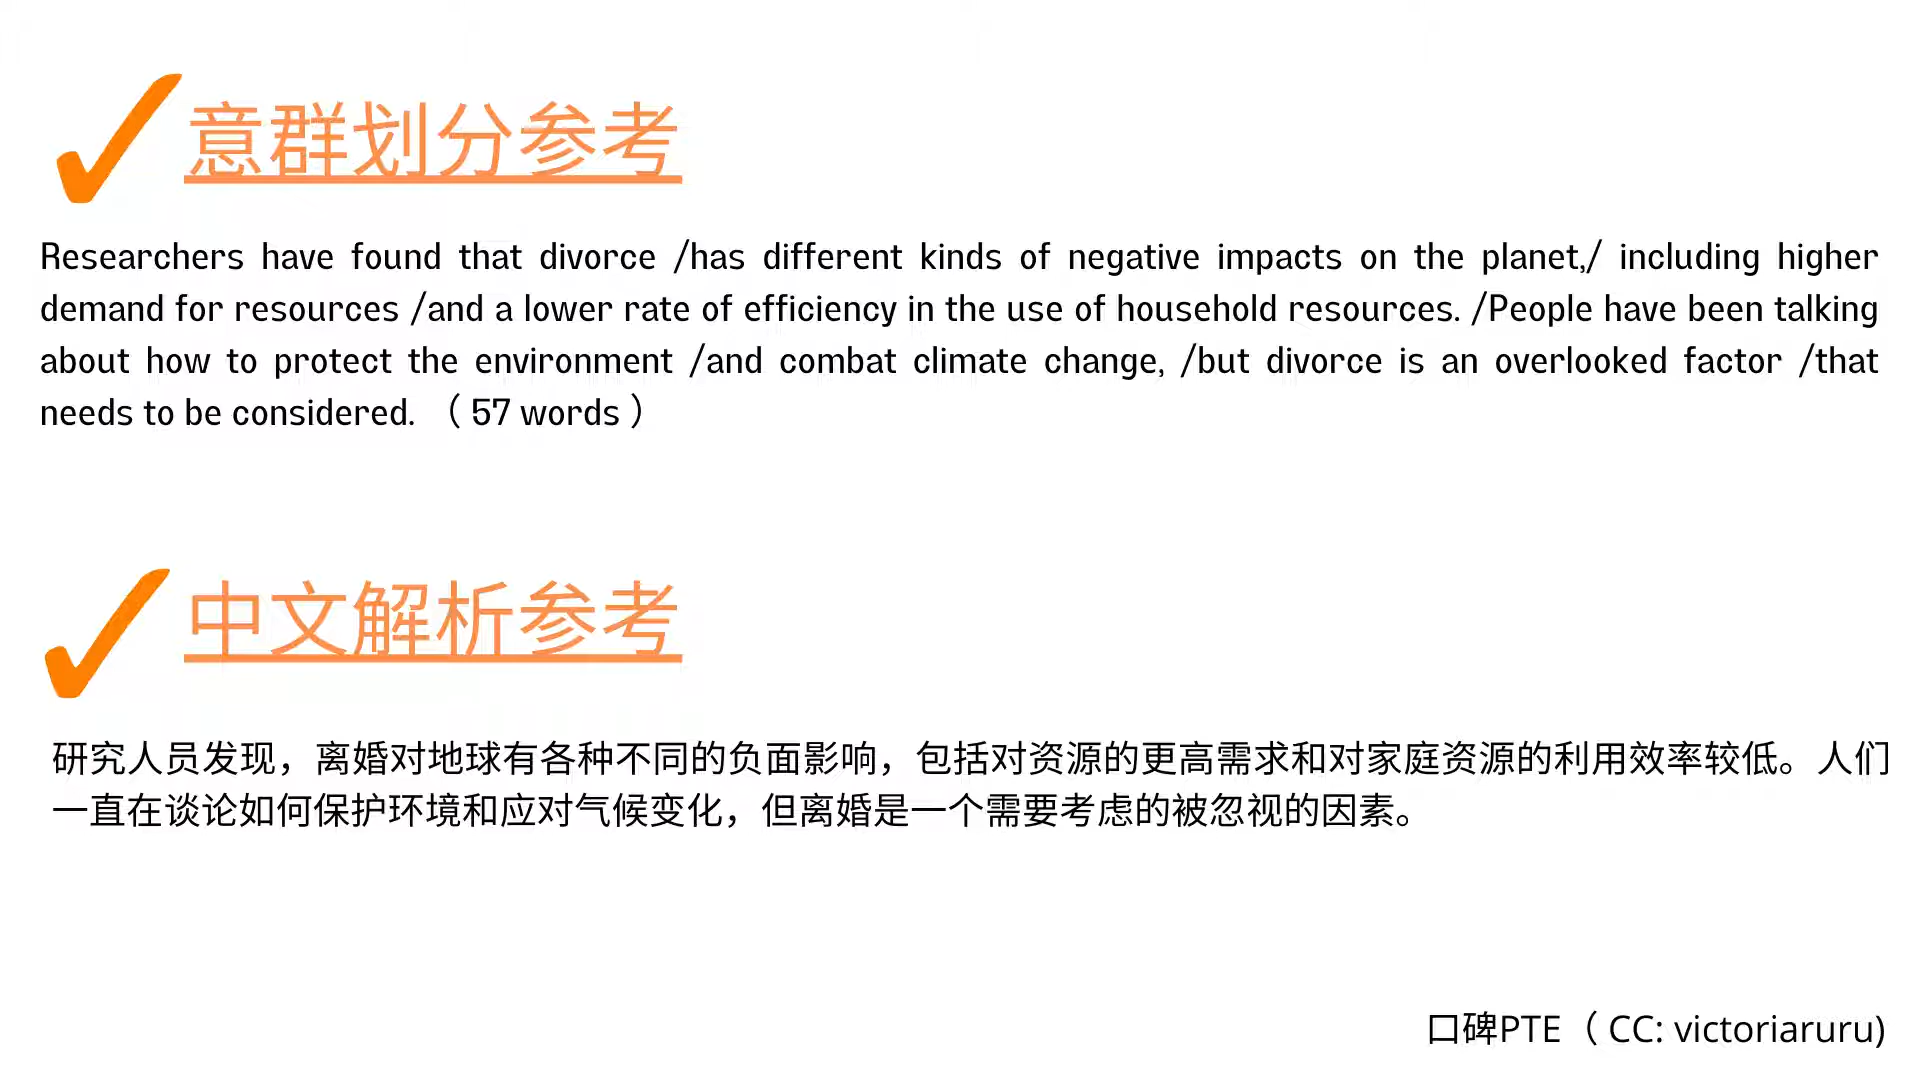 意群划分参考
Researchers have found that divorce /has different kinds of negative impacts on the planet,/ including higher
demand for resources /and a lower rate of efficiency in the use of household resources. /People have been talking
about how to protect the environment /and combat climate change, /but divorce is an overlooked factor /that
needs to be considered. （ 57 words ）
中文解析参考
研究人员发现，离婚对地球有各种不同的负面影响，包括对资源的更高需求和对家庭资源的利用效率较低。人们
一直在谈论如何保护环境和应对气候变化，但离婚是一个需要考虑的被忽视的因素。
口碑PTE（ CC: victoriaruru)